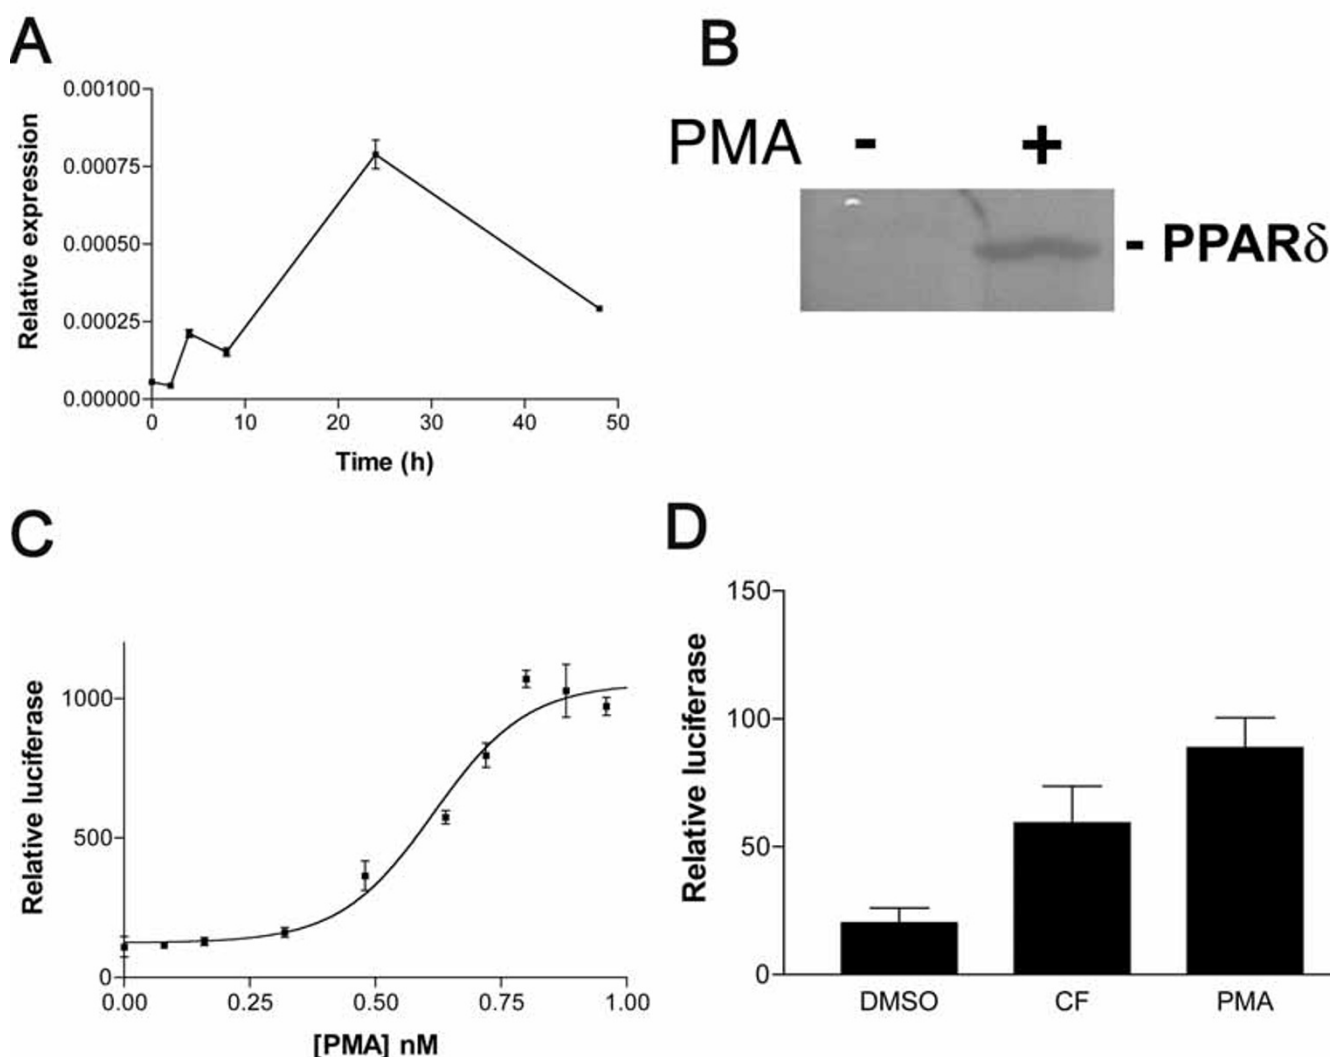 A
0.00100
0.00075
0.00050
0.00025
0.00000
Relative expression
0 10 20 30 40 50
Time (h)
B
PMA - +
- PPARδ
C
1000
500
0
Relative luciferase
0.00 0.25 0.50 0.75 1.00
[PMA] nM
D
150
100
50
0
Relative luciferase
DMSO CF PMA